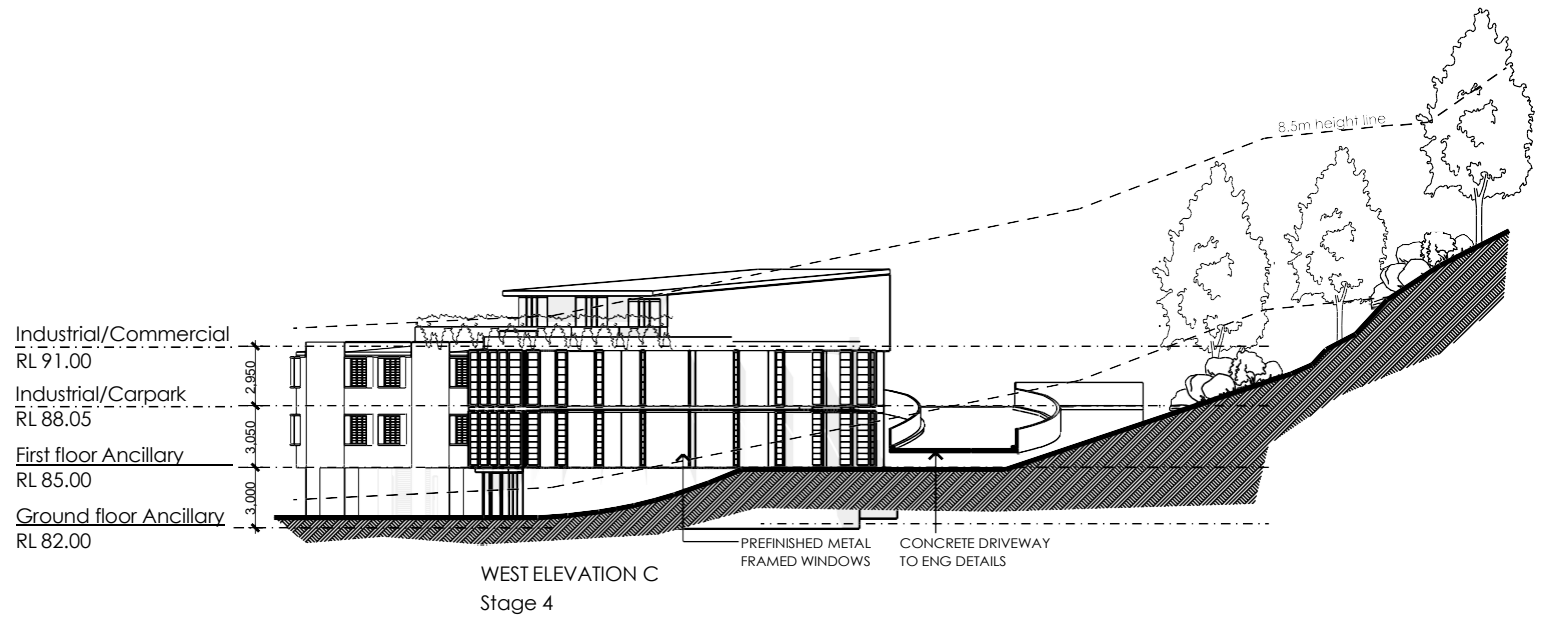 8.5m height line
Industrial/Commercial
RL 91.00
2,950
Industrial/Carpark
RL 88.05
3,050
First floor Ancillary
RL 85.00
3,000
Ground floor Ancillary
RL 82.00
PREFINISHED METAL
FRAMED WINDOWS
CONCRETE DRIVEWAY
TO ENG DETAILS
WEST ELEVATION C
Stage 4